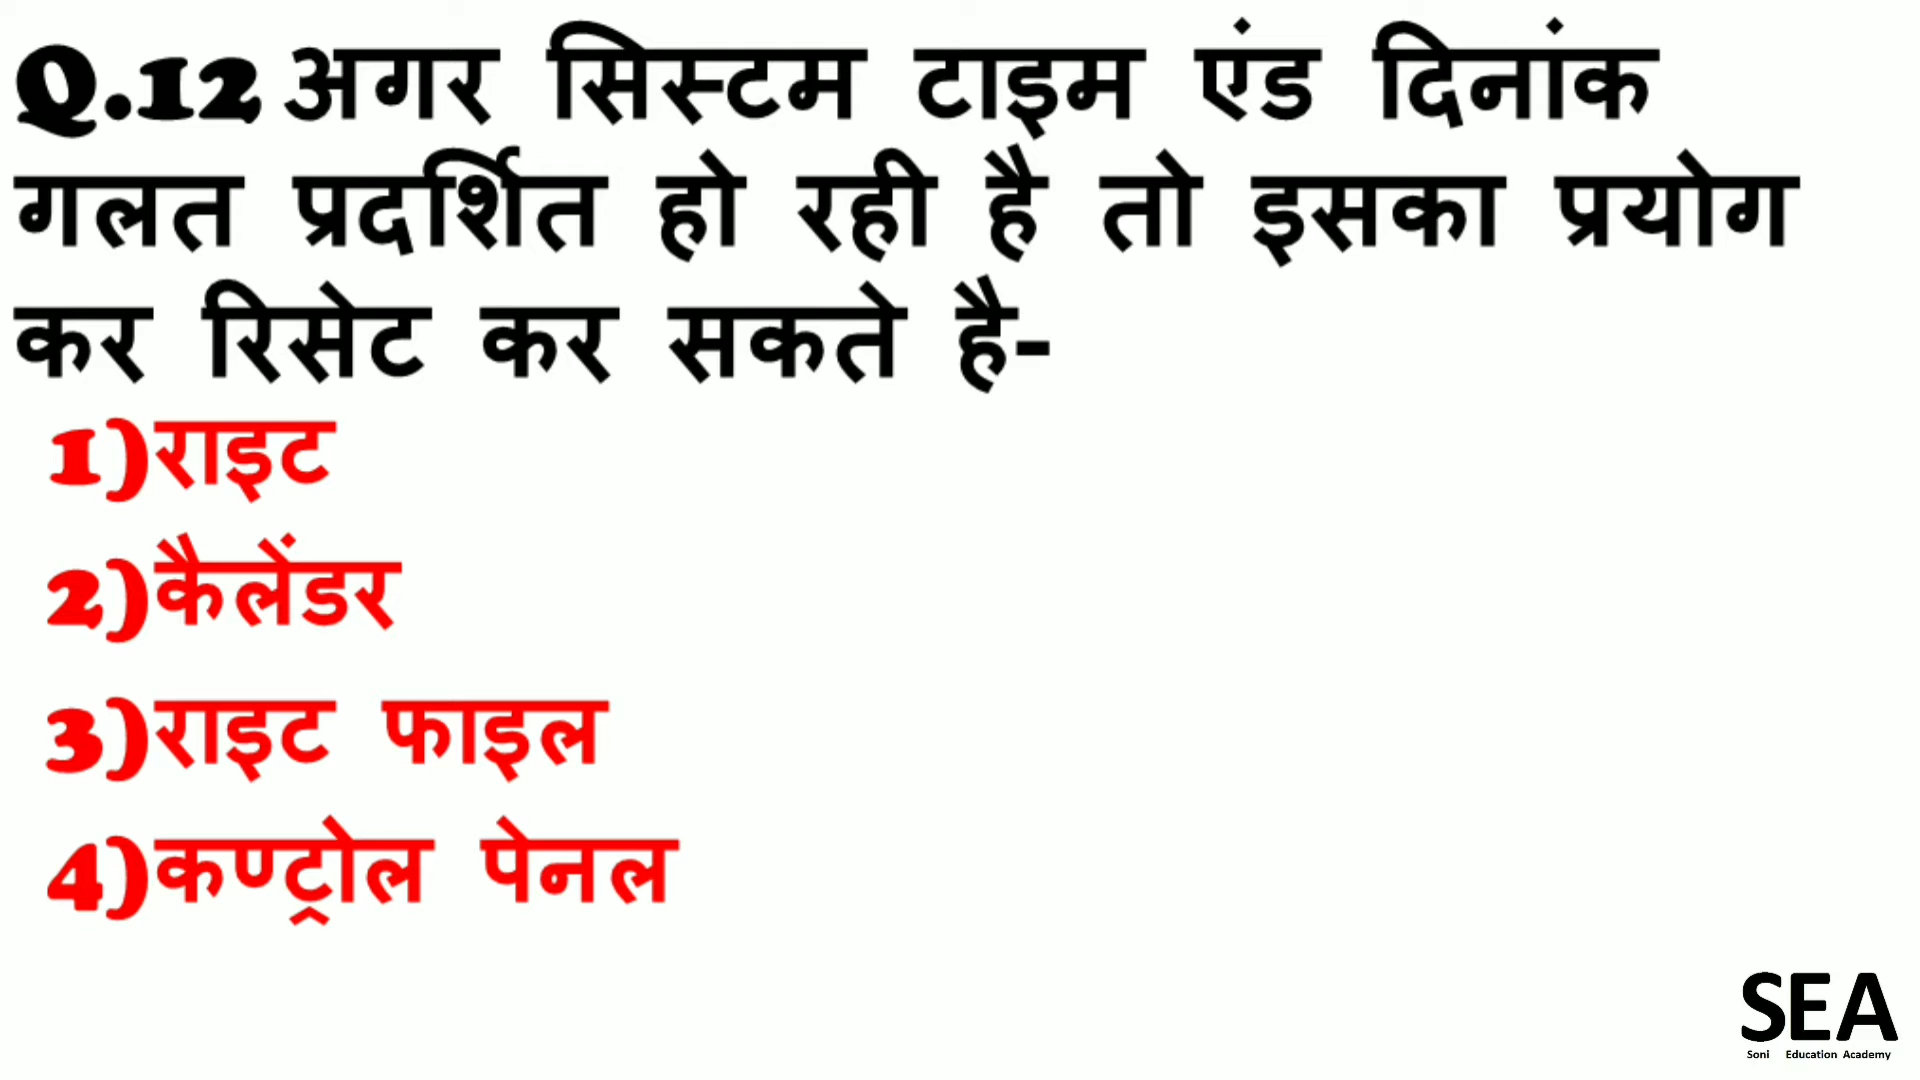 Q.12 अगर सिस्टम टाइम एंड दिनांक
गलत प्रदर्शित हो रही है तो इसका प्रयोग
कर रिसेट कर सकते है-
1)राइट
2)कैलेंडर
3)राइट फाइल
4)कण्ट्रोल पेनल
SEA
Soni Education Academy